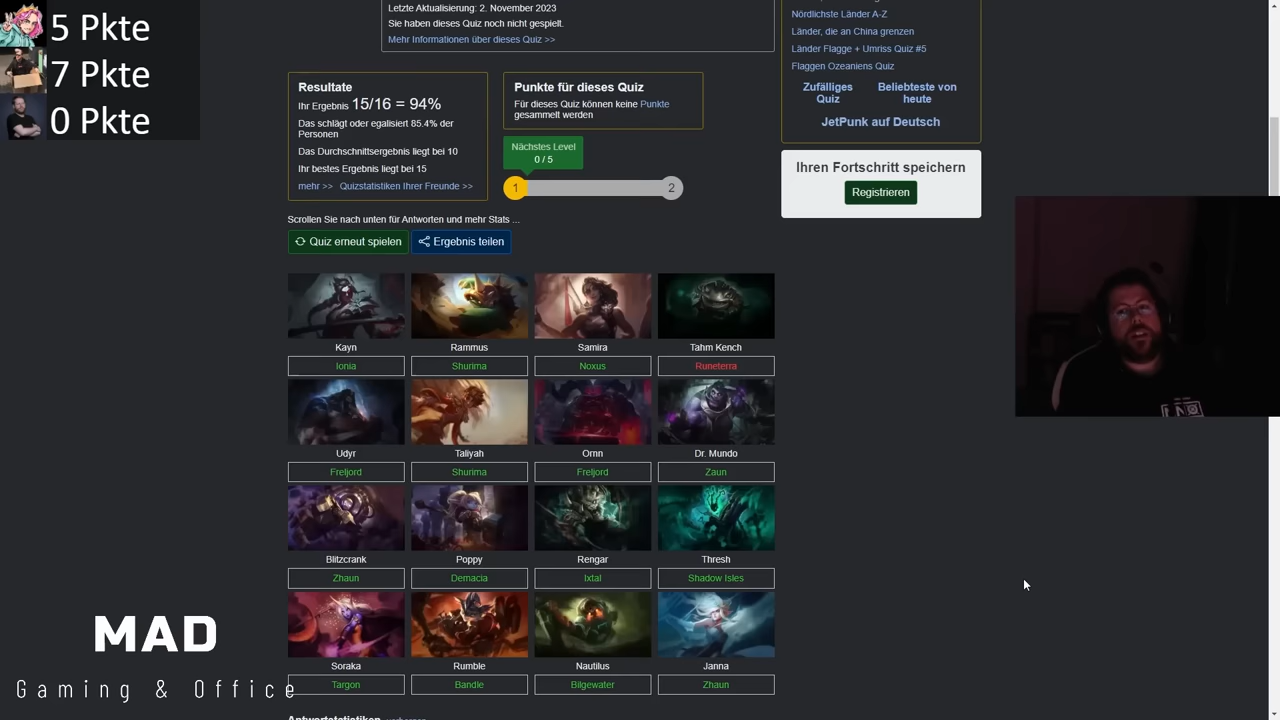 5 Pkte
7 Pkte
0 Pkte
Letzte Aktualisierung: 2. November 2023
Sie haben dieses Quiz noch nicht gespielt.
Mehr Informationen über dieses Quiz >>
Nördlichste Länder A-Z
Länder, die an China grenzen
Länder Flagge + Umriss Quiz #5
Flaggen Ozeaniens Quiz
Zufälliges Quiz
Beliebteste von heute
JetPunk auf Deutsch
Resultate
Ihr Ergebnis 15/16 = 94%
Das schlägt oder egalisiert 85.4% der
Personen
Das Durchschnittsergebnis liegt bei 10
Ihr bestes Ergebnis liegt bei 15
mehr >> Quizstatistiken Ihrer Freunde >>
Punkte für dieses Quiz
Für dieses Quiz können keine Punkte
gesammelt werden
Nächstes Level
0 / 5
1 2
Ihren Fortschritt speichern
Registrieren
Scrollen Sie nach unten für Antworten und mehr Stats ...
Quiz erneut spielen Ergebnis teilen
Kayn Rammus Samira Tahm Kench
Ionia Shurima Noxus Runeterra
Udyr Taliyah Ornn Dr. Mundo
Freljord Shurima Freljord Zaun
Blitzcrank Poppy Rengar Thresh
Zhaun Demacia Ixtal Shadow Isles
Soraka Rumble Nautilus Janna
Targon Bandle Bilgewater Zhaun
MAD
Gaming & Office